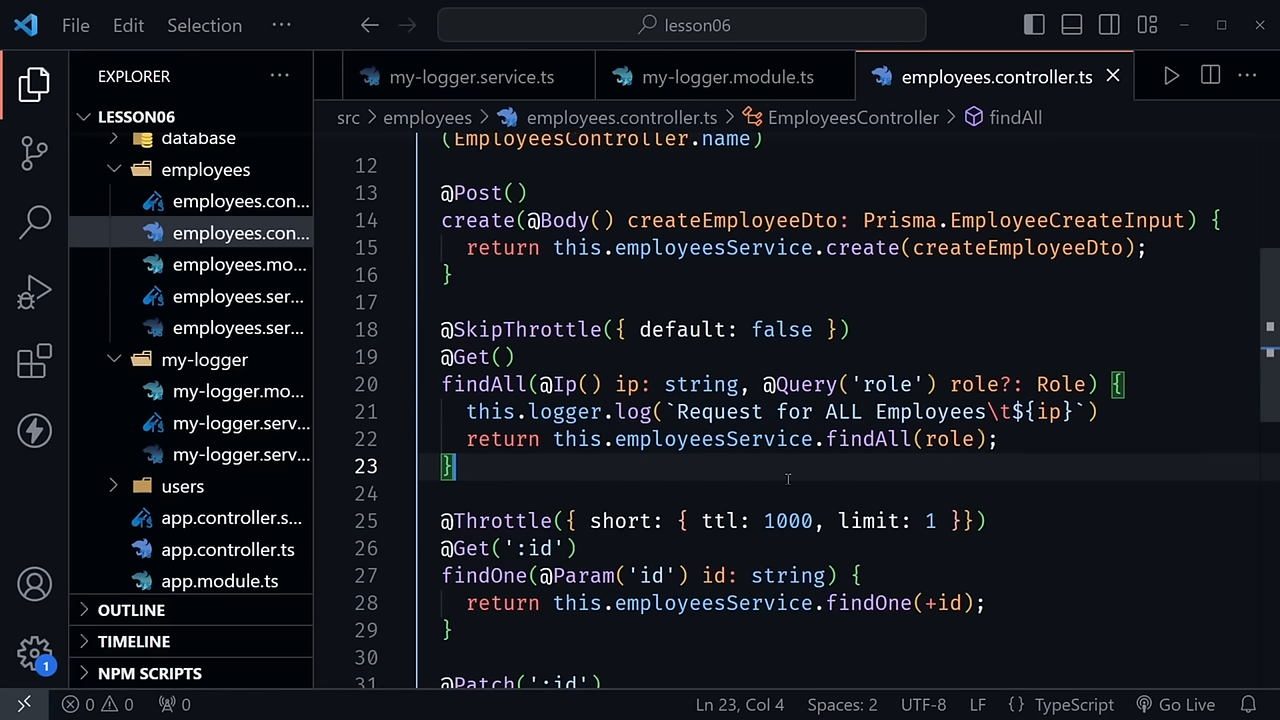 File Edit Selection ···
lesson06
EXPLORER ···
my-logger.service.ts
my-logger.module.ts
employees.controller.ts
LESSON06
src > employees > employees.controller.ts > EmployeesController > findAll
database
employees
employees.con...
employees.con...
employees.mo...
employees.ser...
employees.ser...
my-logger
my-logger.mo...
my-logger.serv...
my-logger.serv...
users
app.controller.s...
app.controller.ts
app.module.ts
OUTLINE
TIMELINE
NPM SCRIPTS
(EmployeesController.name)
12
13 @Post()
14 create(@Body() createEmployeeDto: Prisma.EmployeeCreateInput) {
15 return this.employeesService.create(createEmployeeDto);
16 }
17
18 @SkipThrottle({ default: false })
19 @Get()
20 findAll(@Ip() ip: string, @Query('role') role?: Role) {
21 this.logger.log(`Request for ALL Employees\t${ip}`)
22 return this.employeesService.findAll(role);
23 }
24
25 @Throttle({ short: { ttl: 1000, limit: 1 }})
26 @Get(':id')
27 findOne(@Param('id') id: string) {
28 return this.employeesService.findOne(+id);
29 }
30
31 @Patch(':id')
1
0 0 0
Ln 23, Col 4 Spaces: 2 UTF-8 LF {} TypeScript Go Live